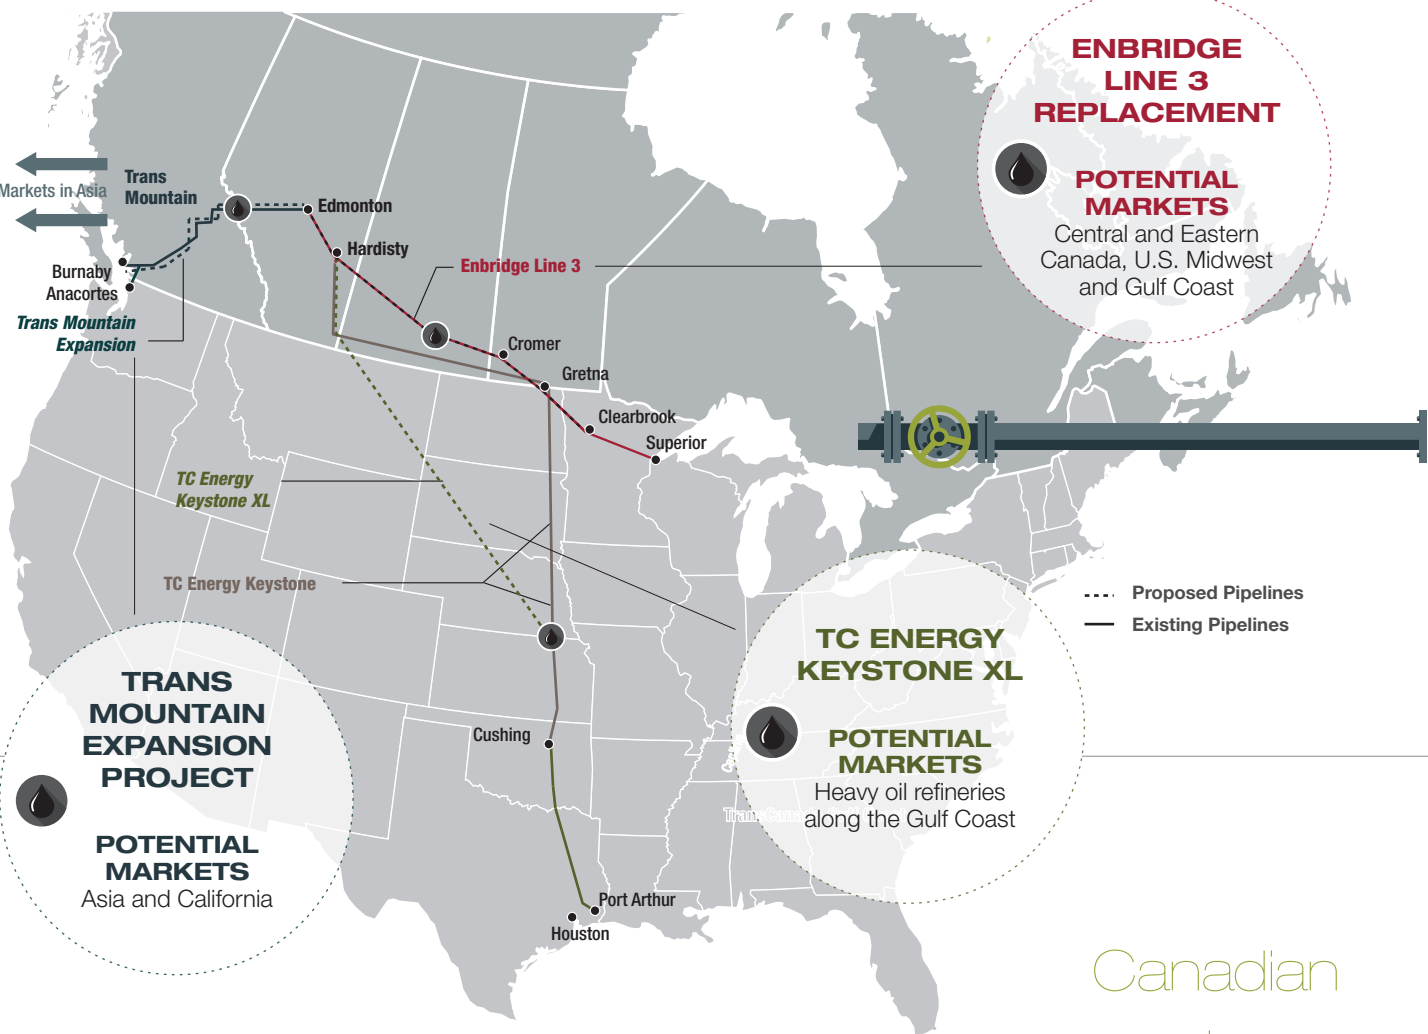 ENBRIDGE
LINE 3
REPLACEMENT
POTENTIAL
MARKETS
Central and Eastern
Canada, U.S. Midwest
and Gulf Coast
Markets in Asia
Trans
Mountain
Edmonton
Hardisty
Enbridge Line 3
Burnaby
Anacortes
Trans Mountain
Expansion
Cromer
Gretna
Clearbrook
Superior
TC Energy
Keystone XL
TC Energy Keystone
Proposed Pipelines
Existing Pipelines
TC ENERGY
KEYSTONE XL
POTENTIAL
MARKETS
Heavy oil refineries
along the Gulf Coast
TRANS
MOUNTAIN
EXPANSION
PROJECT
POTENTIAL
MARKETS
Asia and California
Cushing
Port Arthur
Houston
Canadian